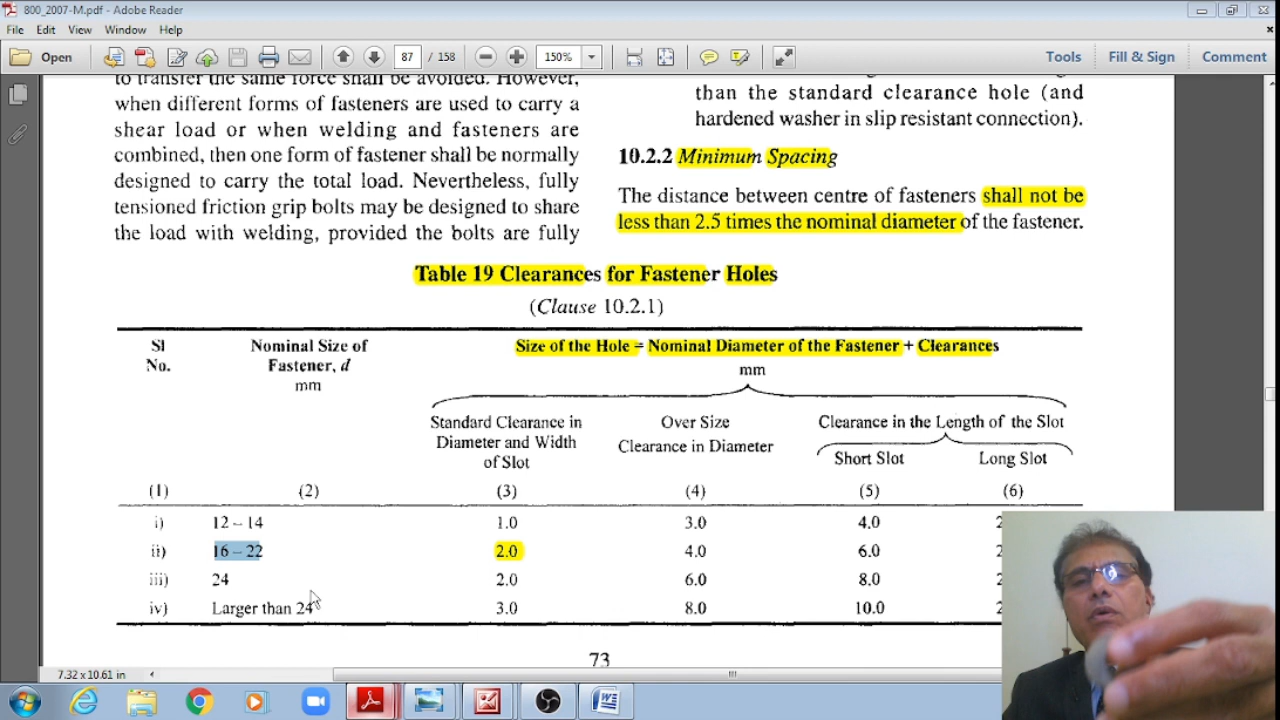 800_2007-M.pdf - Adobe Reader
File Edit View Window Help
Open 87 / 158 150% Tools Fill & Sign Comment
to transfer the same force shall be avoided. However,
when different forms of fasteners are used to carry a
shear load or when welding and fasteners are
combined, then one form of fastener shall be normally
designed to carry the total load. Nevertheless, fully
tensioned friction grip bolts may be designed to share
the load with welding, provided the bolts are fully
than the standard clearance hole (and
hardened washer in slip resistant connection).
10.2.2 Minimum Spacing
The distance between centre of fasteners shall not be
less than 2.5 times the nominal diameter of the fastener.
Table 19 Clearances for Fastener Holes
(Clause 10.2.1)
Sl No.
Nominal Size of Fastener, d mm
Size of the Hole = Nominal Diameter of the Fastener + Clearances
mm
Standard Clearance in Diameter and Width of Slot
Over Size Clearance in Diameter
Clearance in the Length of the Slot
Short Slot Long Slot
(1) (2) (3) (4) (5) (6)
i) 12 – 14 1.0 3.0 4.0
ii) 16 – 22 2.0 4.0 6.0
iii) 24 2.0 6.0 8.0
iv) Larger than 24 3.0 8.0 10.0
73
7.32 x 10.61 in